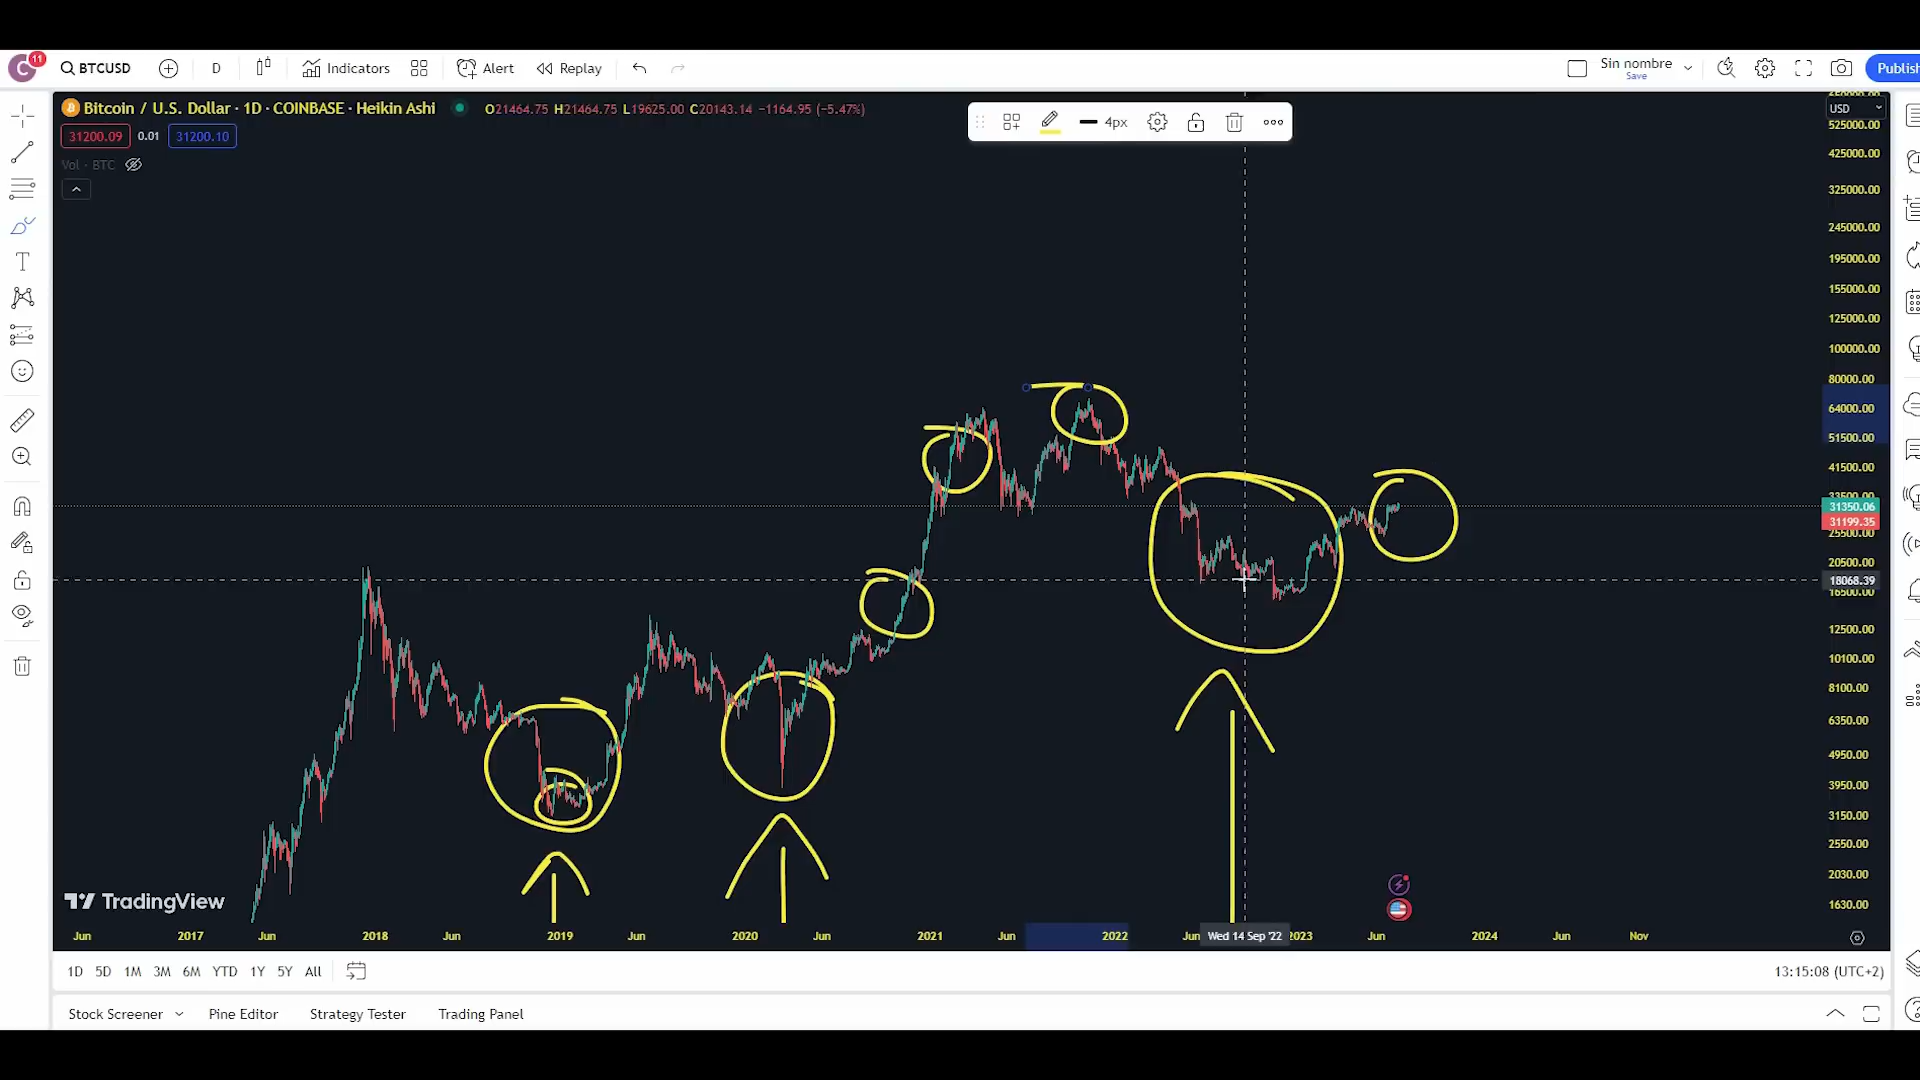 C 11 BTCUSD D Indicators Alert Replay Sin nombre Save Publish
Bitcoin / U.S. Dollar · 1D · COINBASE · Heikin Ashi O21464.75 H21464.75 L19625.00 C20143.14 −1164.95 (−5.47%)
4px
USD
31200.09 0.01 31200.10
Vol · BTC
525000.00
425000.00
325000.00
245000.00
195000.00
155000.00
125000.00
100000.00
80000.00
64000.00
51500.00
41500.00
33500.00
31350.06
31199.35
25500.00
20500.00
18068.39
16500.00
12500.00
10100.00
8100.00
6350.00
4950.00
3950.00
3150.00
2550.00
2030.00
1630.00
TradingView
Jun 2017 Jun 2018 Jun 2019 Jun 2020 Jun 2021 Jun 2022 Jun Wed 14 Sep '22 2023 Jun 2024 Jun Nov
1D 5D 1M 3M 6M YTD 1Y 5Y All 13:15:08 (UTC+2)
Stock Screener Pine Editor Strategy Tester Trading Panel